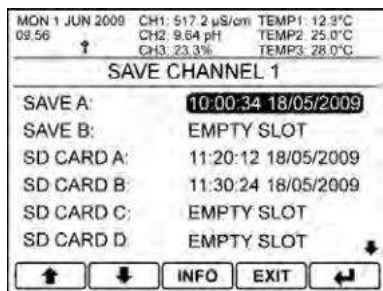 MON 1 JUN 2009 CH1: 517.2 µS/cm TEMP1: 12.3°C
09:56 CH2: 9.64 pH TEMP2: 25.0°C
CH3: 23.3% TEMP3: 28.0°C
SAVE CHANNEL 1
SAVE A: 10:00:34 18/05/2009
SAVE B: EMPTY SLOT
SD CARD A: 11:20:12 18/05/2009
SD CARD B: 11:30:24 18/05/2009
SD CARD C: EMPTY SLOT
SD CARD D: EMPTY SLOT
INFO EXIT